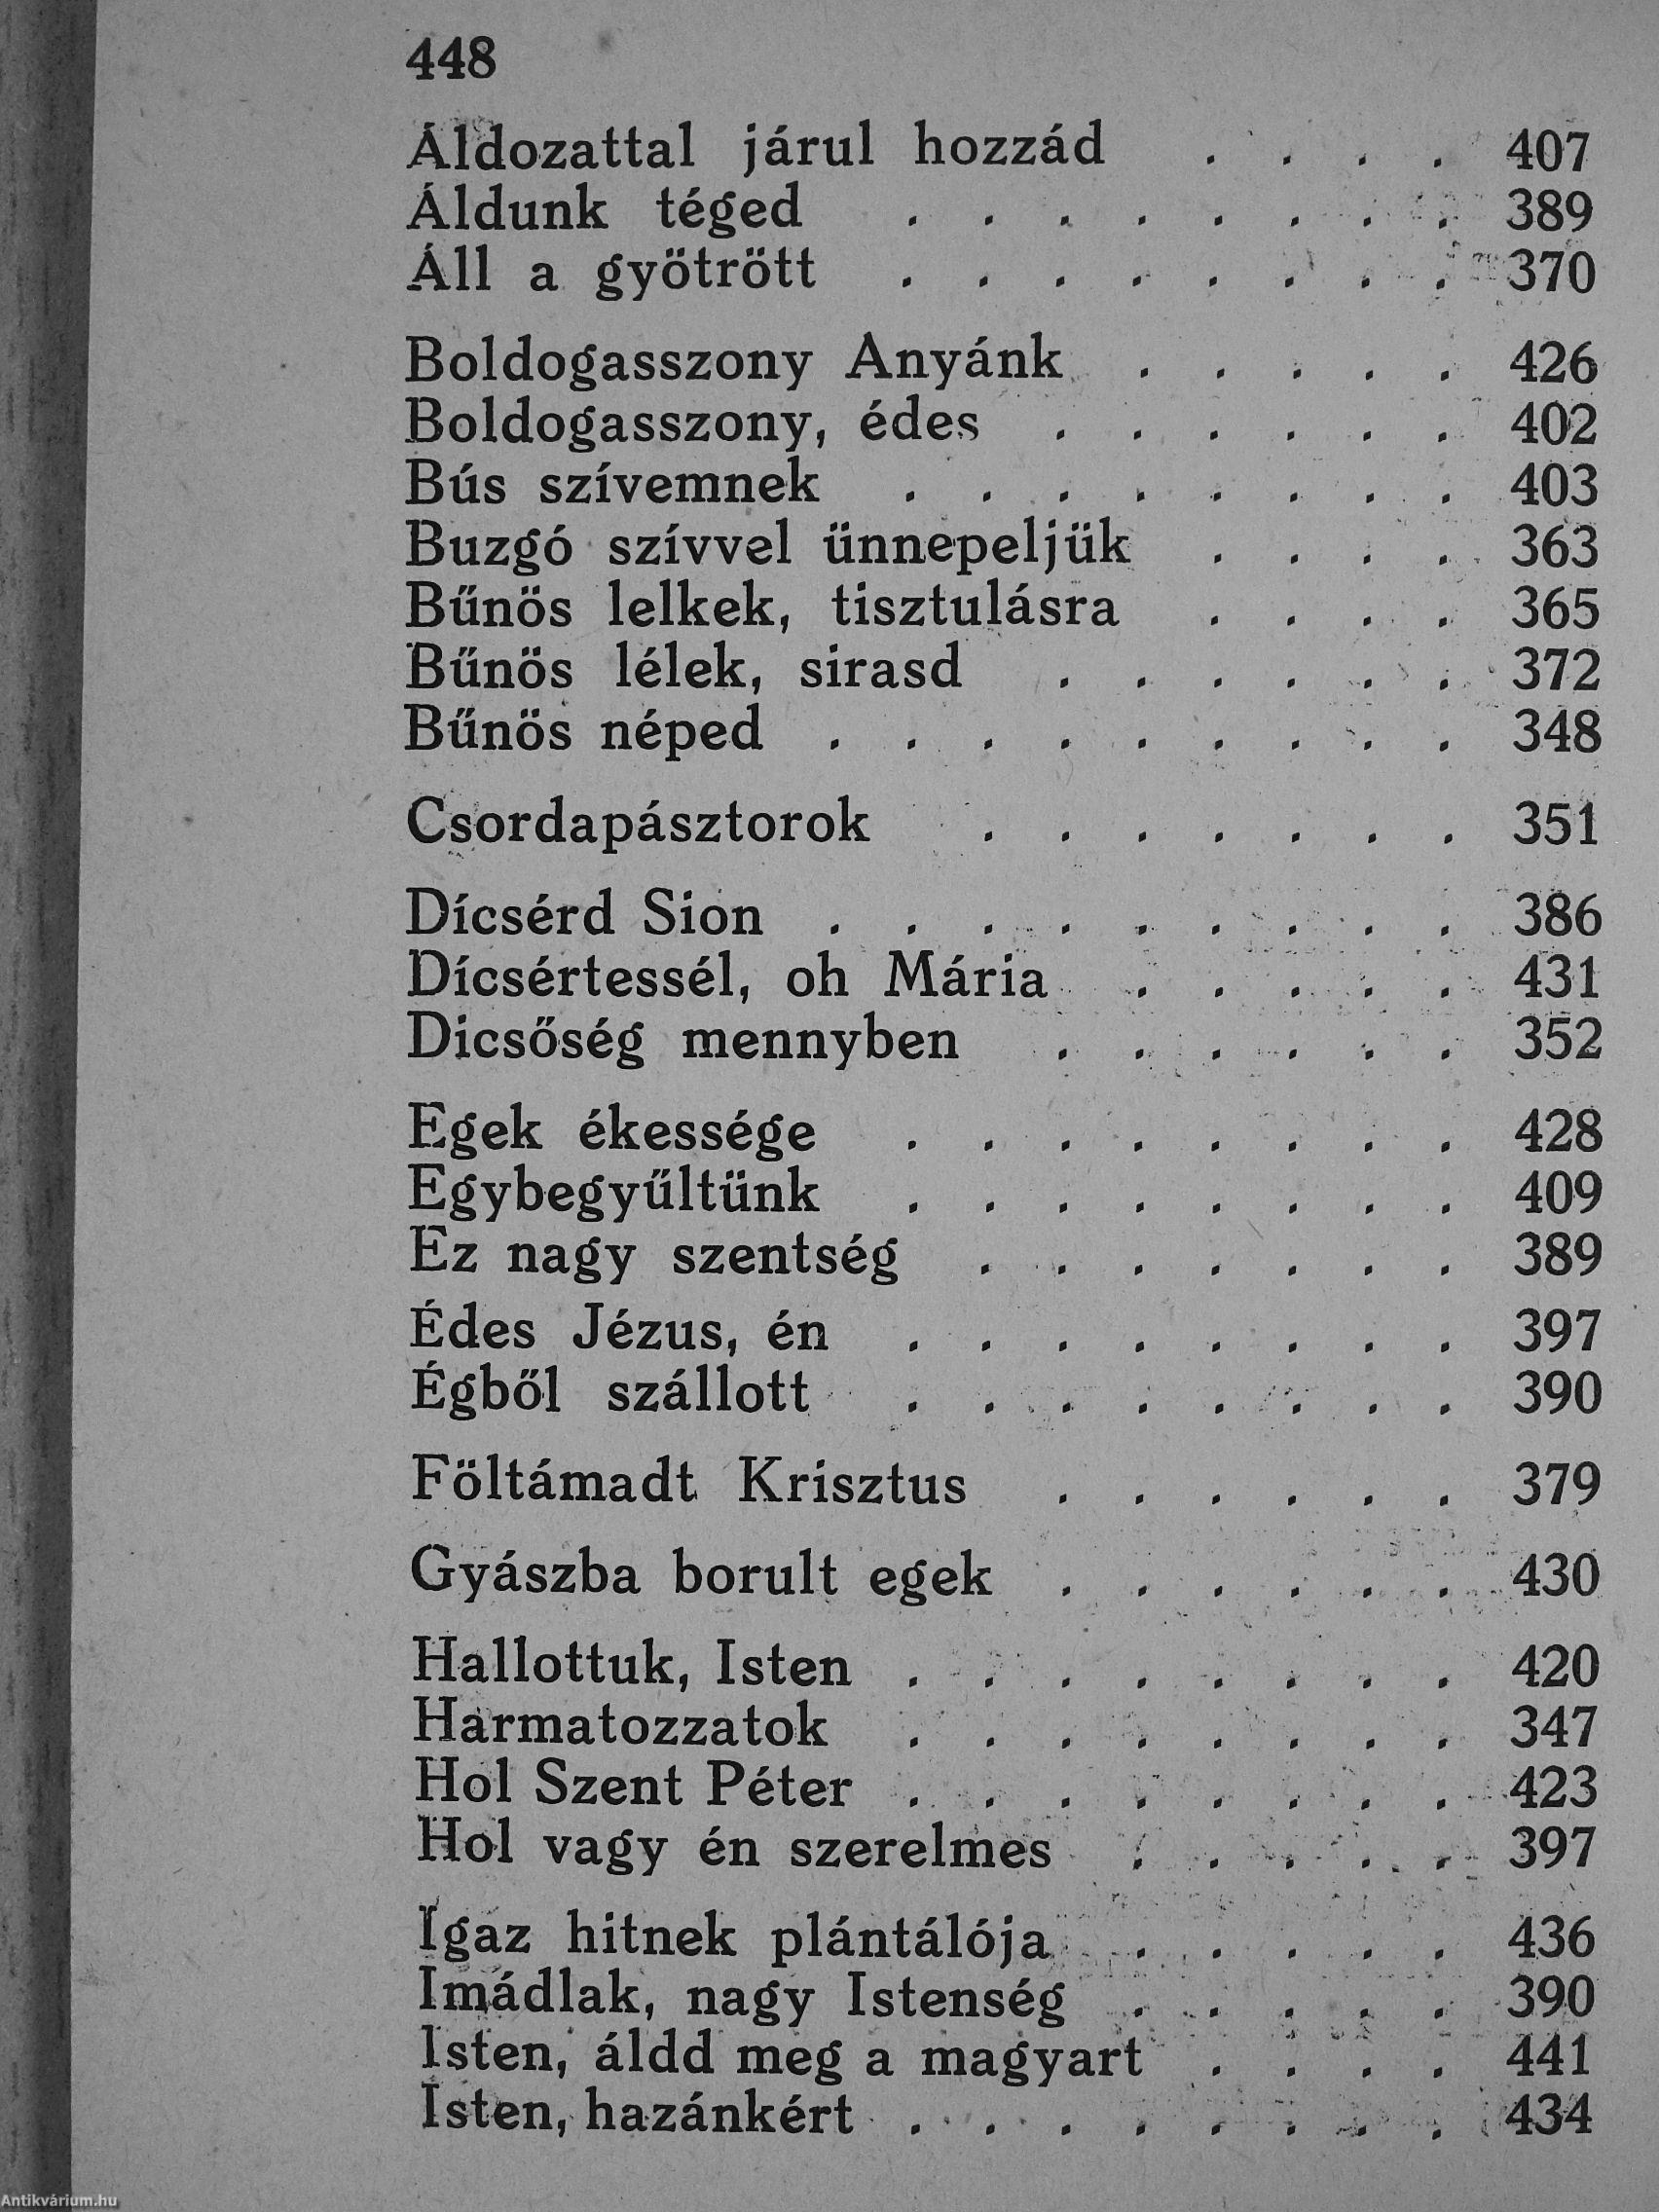 448
Áldozattal járul hozzád . . . . 407
Áldunk téged . . . . . . . . 389
Áll a gyötrött . . . . . . . . 370
Boldogasszony Anyánk . . . . . 426
Boldogasszony, édes . . . . . . 402
Bús szívemnek . . . . . . . . 403
Buzgó szívvel ünnepeljük . . . . 363
Bűnös lelkek, tisztulásra . . . . 365
Bűnös lélek, sirasd . . . . . . 372
Bűnös néped . . . . . . . . . 348
Csordapásztorok . . . . . . . 351
Dícsérd Sion . . . . . . . . . 386
Dícsértessél, oh Mária . . . . . 431
Dicsőség mennyben . . . . . . 352
Egek ékessége . . . . . . . . 428
Egybegyűltünk . . . . . . . . 409
Ez nagy szentség . . . . . . . 389
Édes Jézus, én . . . . . . . . 397
Égből szállott . . . . . . . . 390
Föltámadt Krisztus . . . . . . 379
Gyászba borult egek . . . . . . 430
Hallottuk, Isten . . . . . . . . 420
Harmatozzatok . . . . . . . . 347
Hol Szent Péter . . . . . . . . 423
Hol vagy én szerelmes . . . . . 397
Igaz hitnek plántálója . . . . . 436
Imádlak, nagy Istenség . . . . . 390
Isten, áldd meg a magyart . . . . 441
Isten, hazánkért . . . . . . . . 434
Antikvárium.hu